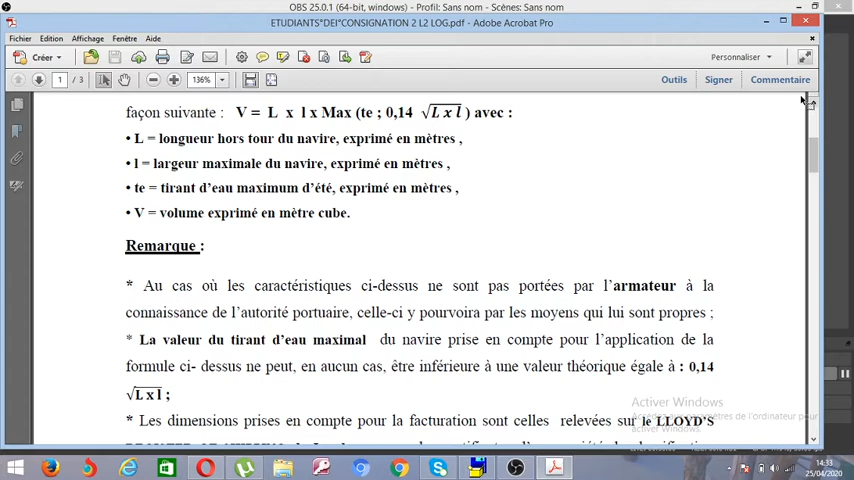 OBS 25.0.1 (64-bit, windows) - Profil: Sans nom - Scènes: Sans nom
ETUDIANTS"DEI"CONSIGNATION 2 L2 LOG.pdf - Adobe Acrobat Pro
Fichier Edition Affichage Fenêtre Aide
Créer Personnaliser
1 / 3 136% Outils Signer Commentaire
façon suivante : V = L x l x Max (te ; 0,14 √L x l ) avec :
• L = longueur hors tour du navire, exprimé en mètres ,
• l = largeur maximale du navire, exprimé en mètres ,
• te = tirant d’eau maximum d’été, exprimé en mètres ,
• V = volume exprimé en mètre cube.
Remarque :
* Au cas où les caractéristiques ci-dessus ne sont pas portées par l’armateur à la
connaissance de l’autorité portuaire, celle-ci y pourvoira par les moyens qui lui sont propres ;
* La valeur du tirant d’eau maximal du navire prise en compte pour l’application de la
formule ci- dessus ne peut, en aucun cas, être inférieure à une valeur théorique égale à : 0,14
√L x l ;
Activer Windows
Accédez aux paramètres de l'ordinateur pour
activer Windows.
* Les dimensions prises en compte pour la facturation sont celles relevées sur le LLOYD’S
14:33
25/04/2020